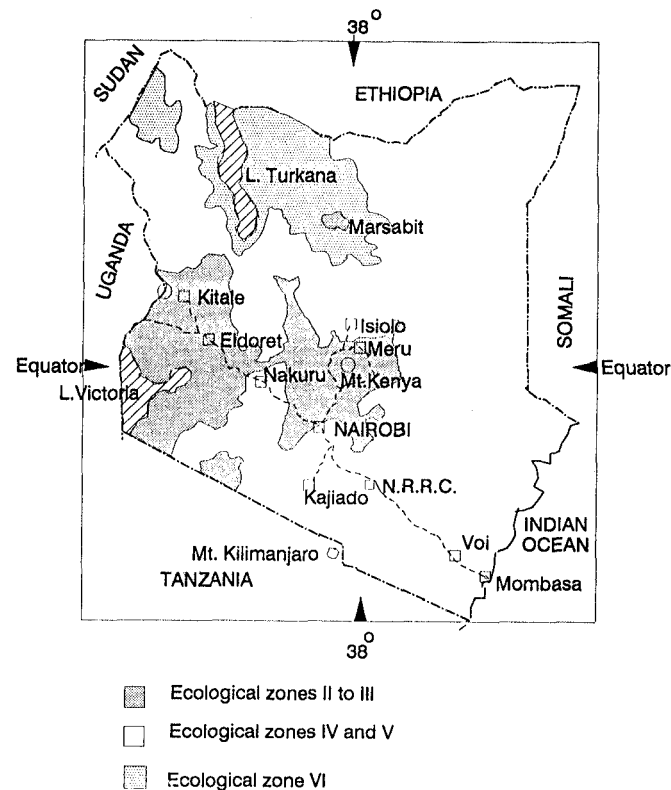 38°
SUDAN
ETHIOPIA
L. Turkana
Marsabit
UGANDA
SOMALI
Kitale
Isiolo
Eldoret
Meru
Equator
Equator
Nakuru
Mt.Kenya
L.Victoria
NAIROBI
Kajiado
N.R.R.C.
INDIAN
OCEAN
Voi
Mt. Kilimanjaro
TANZANIA
Mombasa
38°
Ecological zones II to III
Ecological zones IV and V
Ecological zone VI